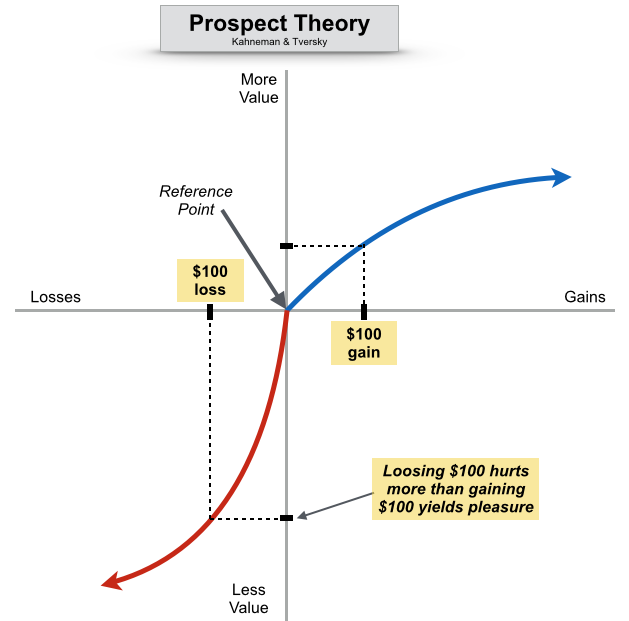 Prospect Theory
Kahneman & Tversky
More
Value
Reference
Point
$100
loss
Losses
Gains
$100
gain
Loosing $100 hurts
more than gaining
$100 yields pleasure
Less
Value